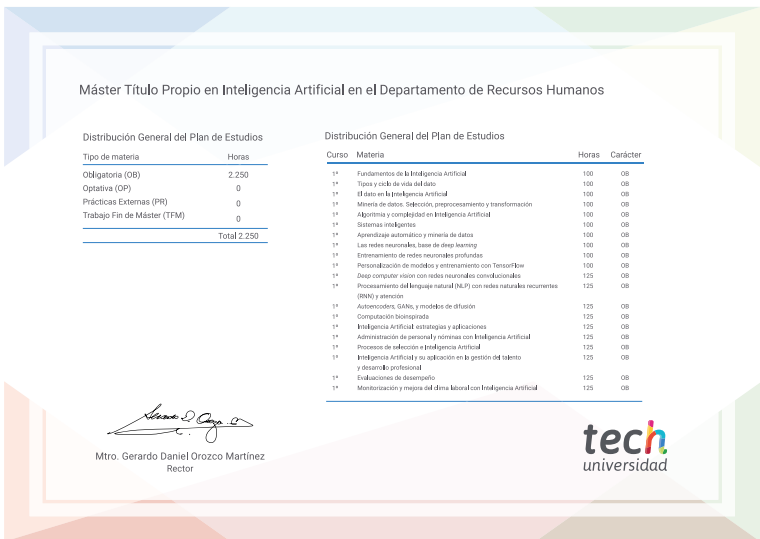 Máster Título Propio en Inteligencia Artificial en el Departamento de Recursos Humanos
Distribución General del Plan de Estudios
Tipo de materia Horas
Obligatoria (OB) 2.250
Optativa (OP) 0
Prácticas Externas (PR) 0
Trabajo Fin de Máster (TFM) 0
Total 2.250
Distribución General del Plan de Estudios
Curso Materia Horas Carácter
1º Fundamentos de la Inteligencia Artificial 100 OB
1º Tipos y ciclo de vida del dato 100 OB
1º El dato en la Inteligencia Artificial 100 OB
1º Minería de datos. Selección, preprocesamiento y transformación 100 OB
1º Algoritmia y complejidad en Inteligencia Artificial 100 OB
1º Sistemas inteligentes 100 OB
1º Aprendizaje automático y minería de datos 100 OB
1º Las redes neuronales, base de deep learning 100 OB
1º Entrenamiento de redes neuronales profundas 100 OB
1º Personalización de modelos y entrenamiento con TensorFlow 100 OB
1º Deep computer vision con redes neuronales convolucionales 125 OB
1º Procesamiento del lenguaje natural (NLP) con redes naturales recurrentes 125 OB
(RNN) y atención
1º Autoencoders, GANs, y modelos de difusión 125 OB
1º Computación bioinspirada 125 OB
1º Inteligencia Artificial: estrategias y aplicaciones 125 OB
1º Administración de personal y nóminas con Inteligencia Artificial 125 OB
1º Procesos de selección e Inteligencia Artificial 125 OB
1º Inteligencia Artificial y su aplicación en la gestión del talento 125 OB
y desarrollo profesional
1º Evaluaciones de desempeño 125 OB
1º Monitorización y mejora del clima laboral con Inteligencia Artificial 125 OB
Mtro. Gerardo Daniel Orozco Martínez
Rector
tech
universidad